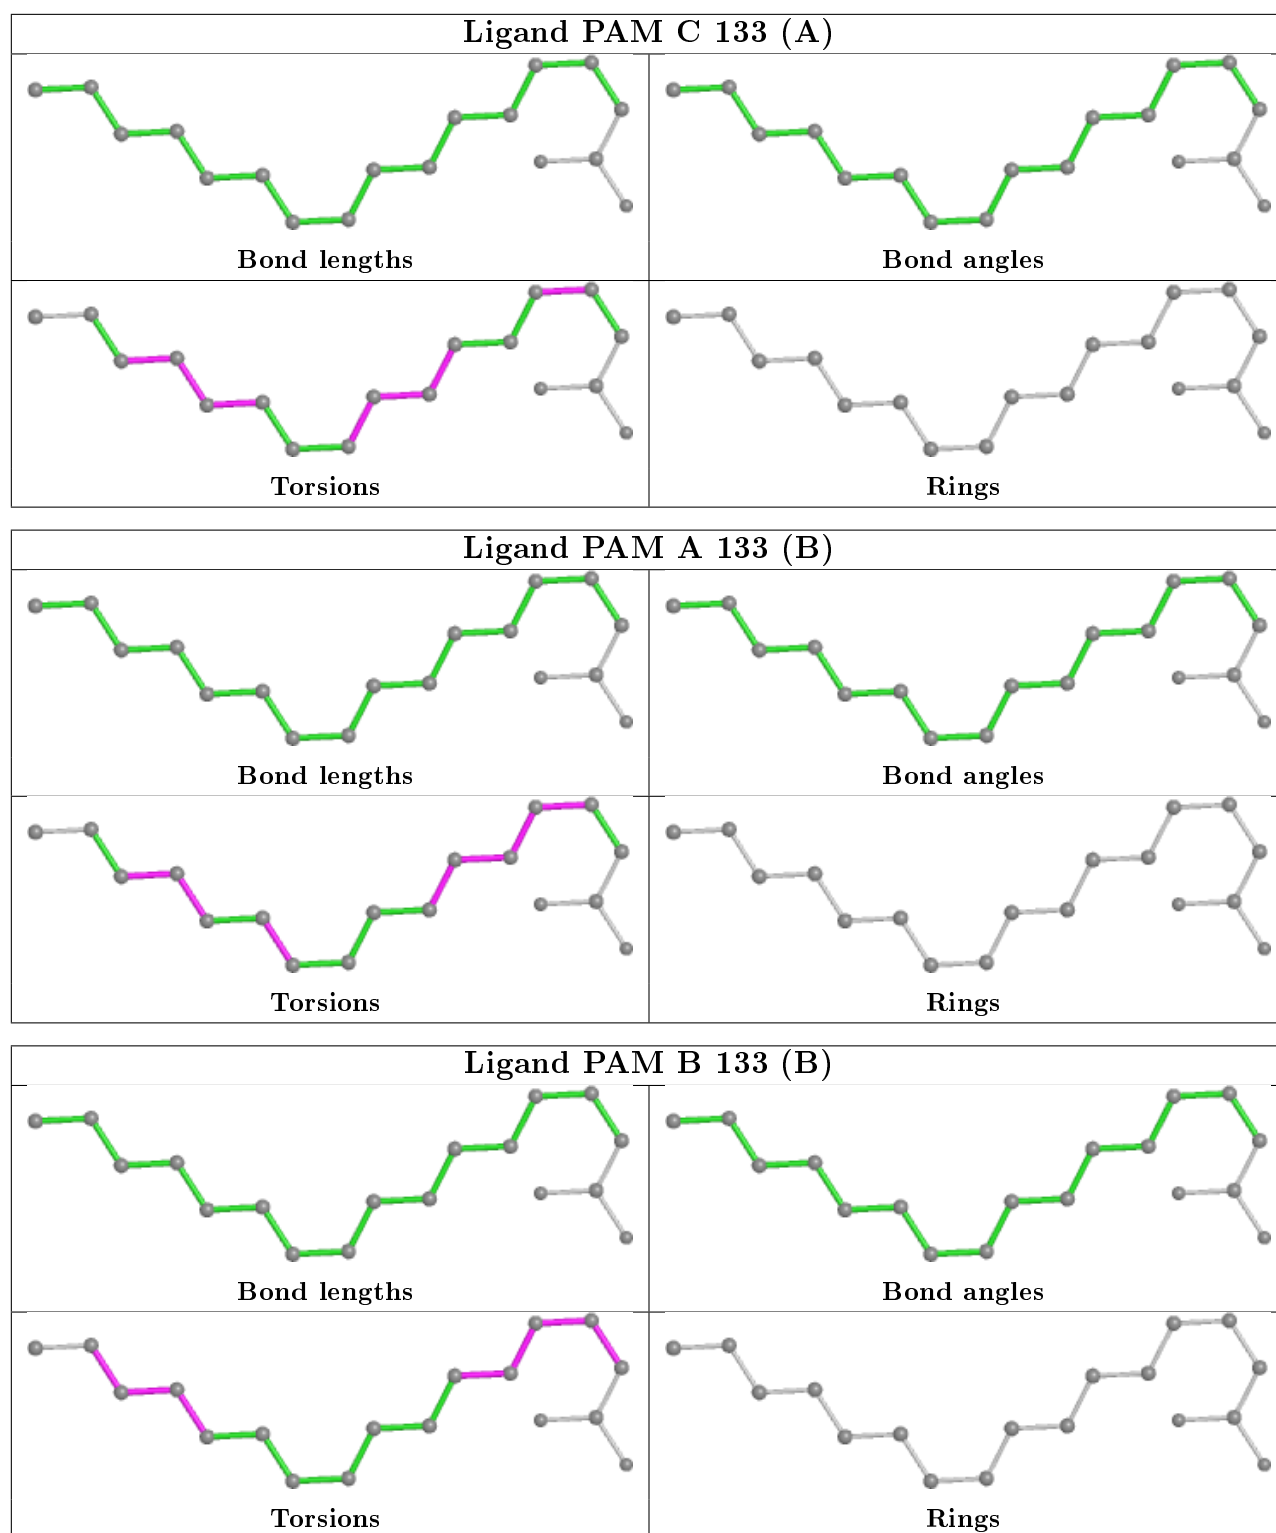 Ligand PAM C 133 (A)
Bond lengths
Bond angles
Torsions
Rings
Ligand PAM A 133 (B)
Bond lengths
Bond angles
Torsions
Rings
Ligand PAM B 133 (B)
Bond lengths
Bond angles
Torsions
Rings